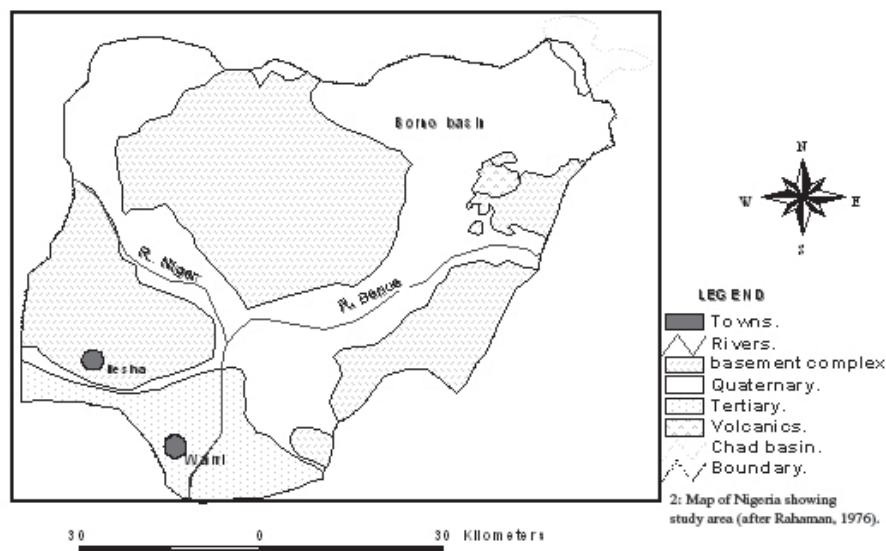 Borno basin
N
W E
S
R. Niger
R. Benue
LEGEND
Towns.
Rivers.
basement complex
Quaternary.
Tertiary.
Volcanics.
Chad basin.
Boundary.
Ilesha
Warri
2: Map of Nigeria showing
study area (after Rahaman, 1976).
30 0 30 Kilometers